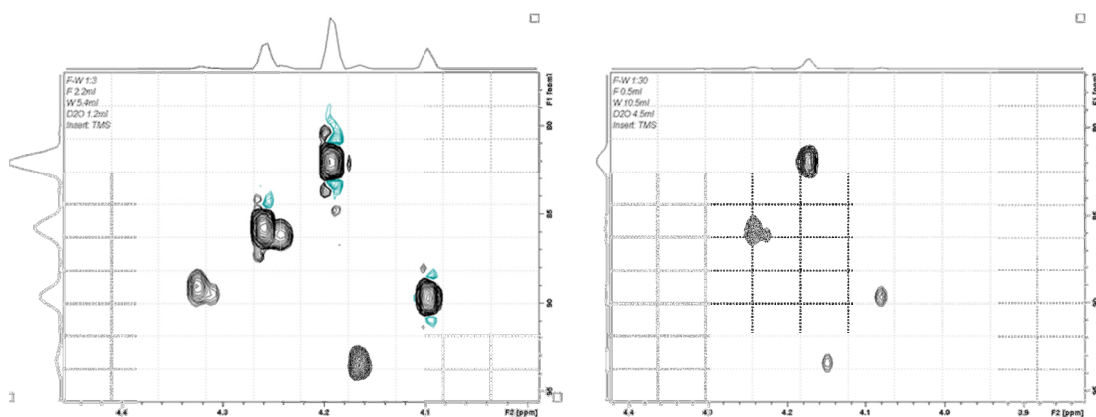 F-W 1:3
F 2.2ml
W 5.4ml
D2O 1.2ml
Insert: TMS
F1 [ppm]
80
85
90
95
4.4
4.3
4.2
4.1
F2 [ppm]
F-W 1:30
F 0.5ml
W 10.5ml
D2O 4.5ml
Insert: TMS
F1 [ppm]
80
85
90
95
4.4
4.3
4.2
4.1
4.0
3.9
F2 [ppm]